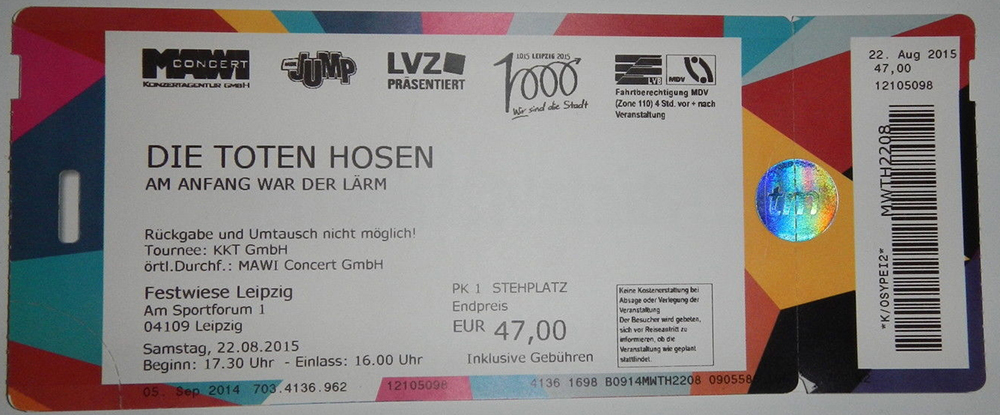 MAWI
CONCERT
KONZERTAGENTUR GMBH
JUMP
LVZ
PRÄSENTIERT
1015 LEIPZIG 2015
1000
Wir sind die Stadt
LVB
MDV
Fahrtberechtigung MDV
(Zone 110) 4 Std. vor + nach
Veranstaltung
DIE TOTEN HOSEN
AM ANFANG WAR DER LÄRM
Rückgabe und Umtausch nicht möglich!
Tournee: KKT GmbH
örtl.Durchf.: MAWI Concert GmbH
Festwiese Leipzig
Am Sportforum 1
04109 Leipzig
Samstag, 22.08.2015
Beginn: 17.30 Uhr - Einlass: 16.00 Uhr
PK 1 STEHPLATZ
Endpreis
EUR 47,00
Inklusive Gebühren
Keine Kostenerstattung bei
Absage oder Verlegung der
Veranstaltung
Der Besucher wird gebeten,
sich vor Reiseantritt zu
informieren, ob die
Veranstaltung wie geplant
stattfindet.
05. Sep 2014 703.4136.962 12105098 4136 1698 B0914MWTH2208 090558
22. Aug 2015
47,00
12105098
MWTH2208
*K/OSYPEI2*